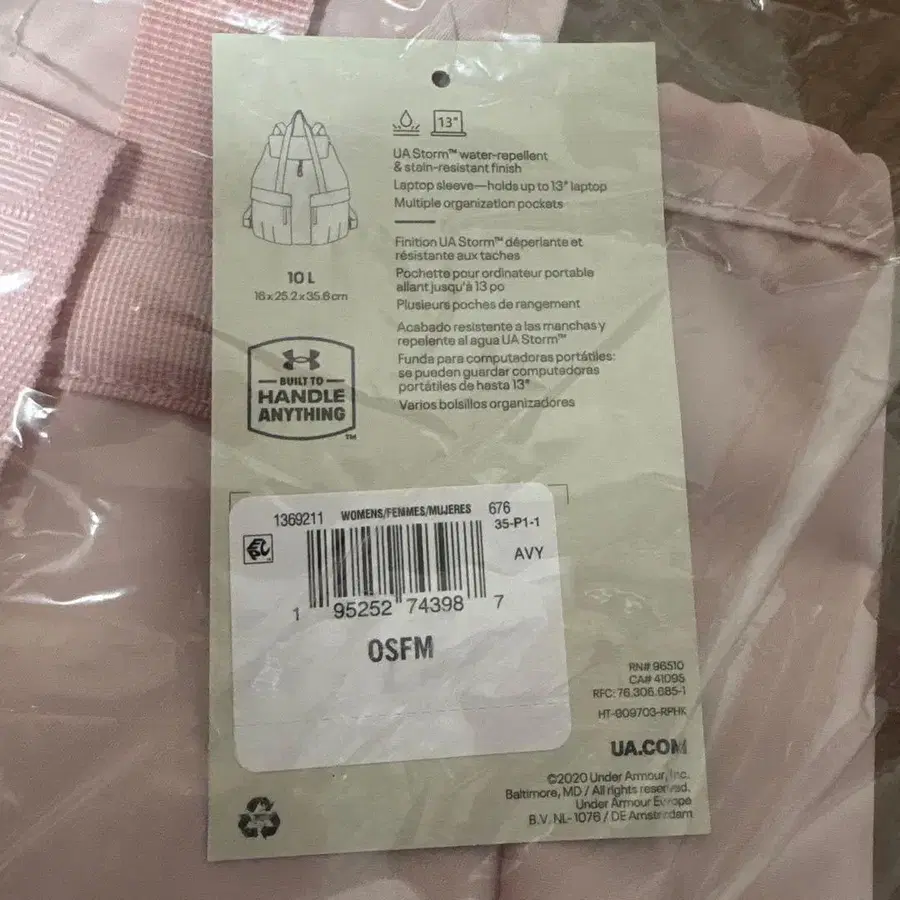 13"
UA Storm™ water-repellent
& stain-resistant finish
Laptop sleeve—holds up to 13" laptop
Multiple organization pockets
Finition UA Storm™ déperlante et
résistante aux taches
Pochette pour ordinateur portable
allant jusqu'à 13 po
Plusieurs poches de rangement
Acabado resistente a las manchas y
repelente al agua UA Storm™
Funda para computadoras portátiles:
se pueden guardar computadoras
portátiles de hasta 13"
Varios bolsillos organizadores
10 L
16 x 25.2 x 35.6 cm
BUILT TO
HANDLE
ANYTHING
™
1369211 WOMENS/FEMMES/MUJERES 676
35-P1-1
AVY
1 95252 74398 7
OSFM
RN# 96510
CA# 41095
RFC: 76.306.685-1
HT-909703-RPHK
UA.COM
©2020 Under Armour, Inc.
Baltimore, MD / All rights reserved.
Under Armour Europe
B.V. NL-1076 / DE Amsterdam